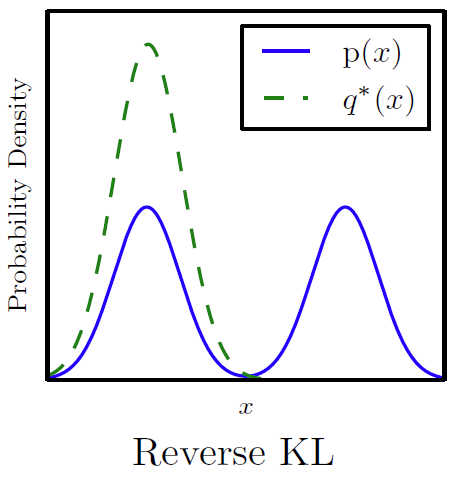 p(x)
q*(x)
Probability Density
x
Reverse KL